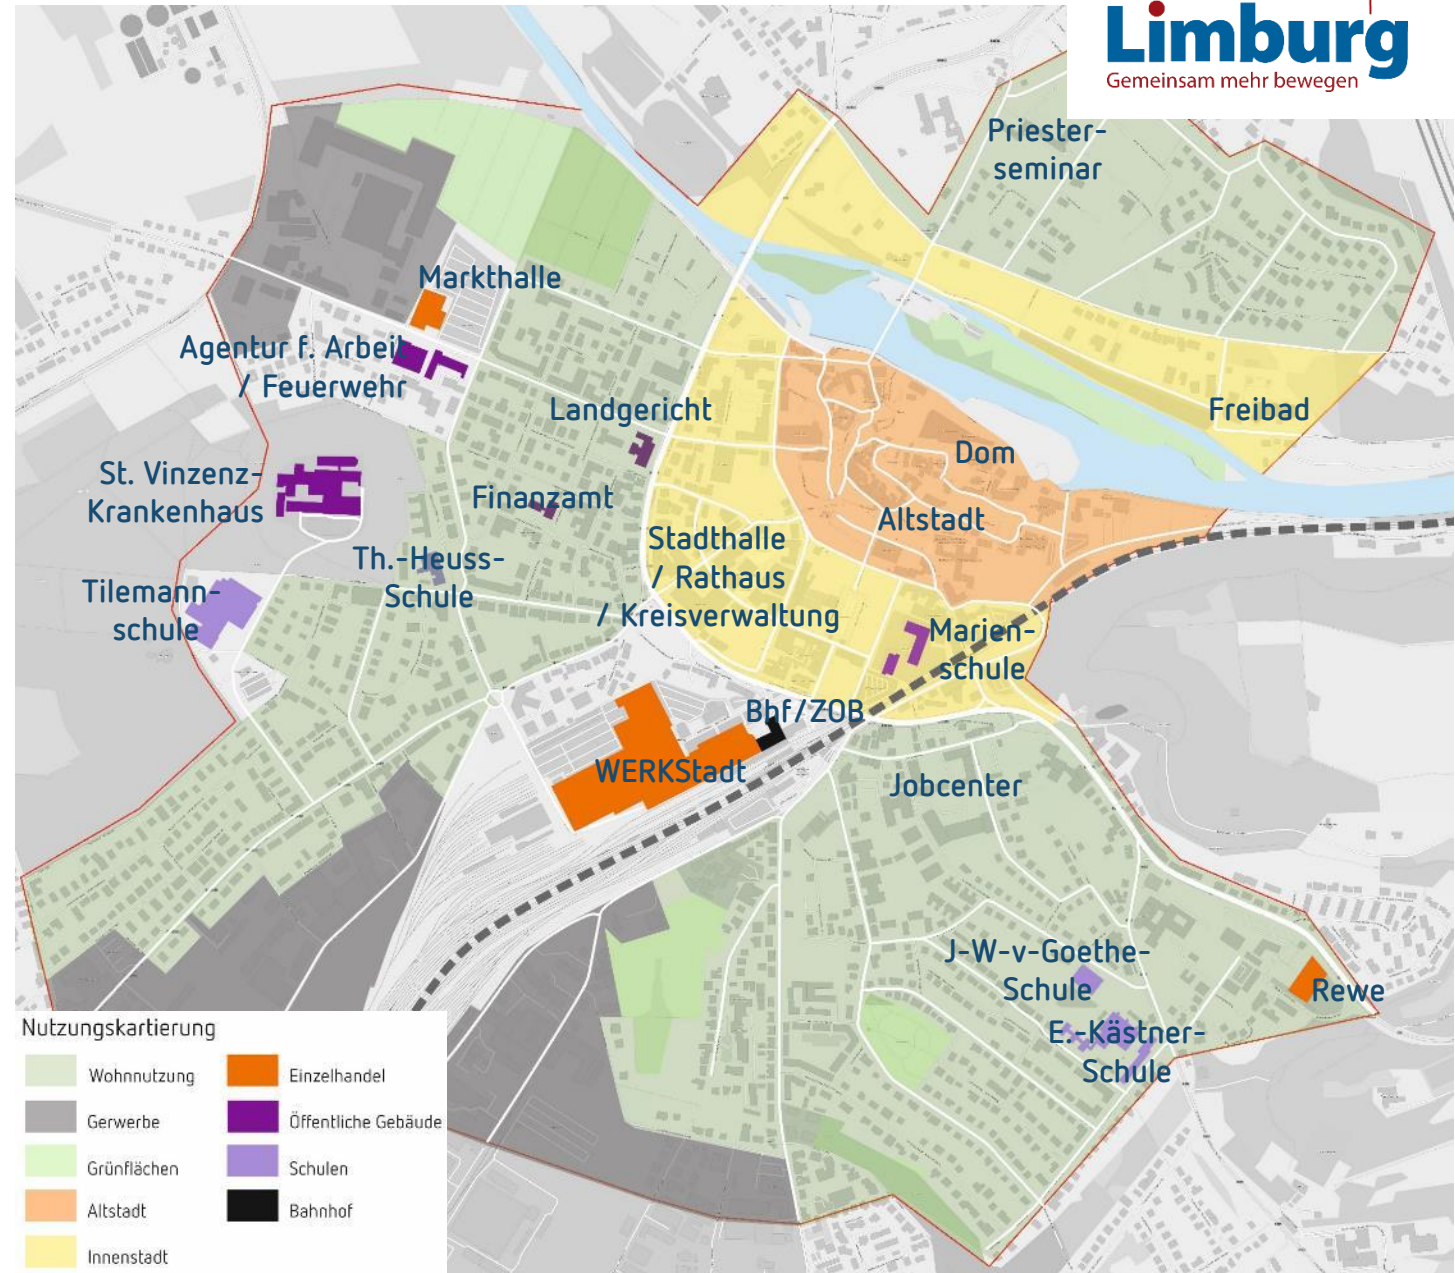 Limburg
Gemeinsam mehr bewegen
Priester-
seminar
Markthalle
Agentur f. Arbeit
/ Feuerwehr
Landgericht
Freibad
Dom
St. Vinzenz-
Krankenhaus
Finanzamt
Altstadt
Stadthalle
/ Rathaus
/ Kreisverwaltung
Th.-Heuss-
Schule
Tilemann-
schule
Marien-
schule
Bhf/ZOB
WERKStadt
Jobcenter
J-W-v-Goethe-
Schule
Rewe
E.-Kästner-
Schule
Nutzungskartierung
Wohnnutzung
Gerwerbe
Grünflächen
Altstadt
Innenstadt
Einzelhandel
Öffentliche Gebäude
Schulen
Bahnhof